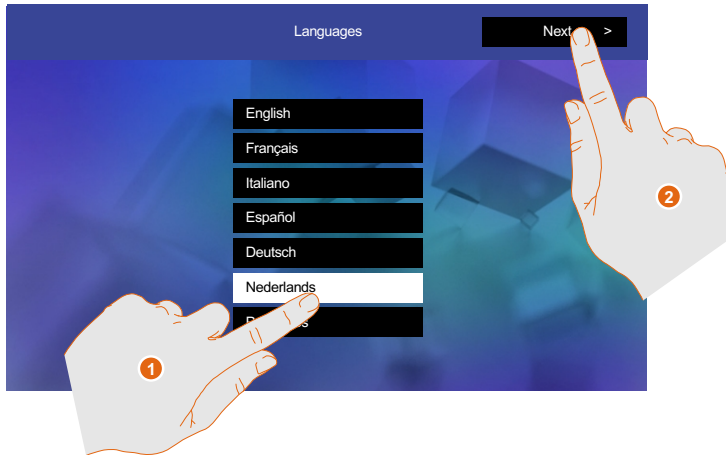 Languages
Next >
English
Français
Italiano
Español
Deutsch
Nederlands
1
2